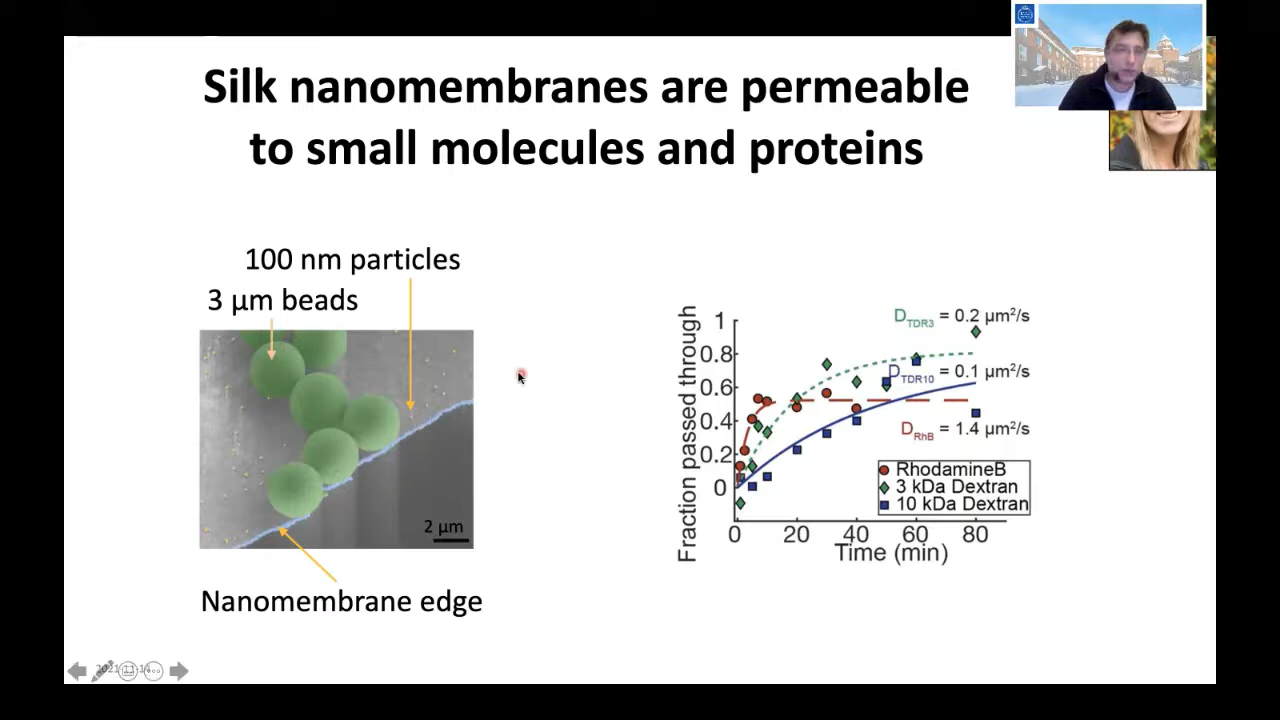 Silk nanomembranes are permeable
to small molecules and proteins
100 nm particles
3 µm beads
2 µm
Nanomembrane edge
Fraction passed through
1
0.8
0.6
0.4
0.2
0
0
20
40
60
80
Time (min)
D_TDR3 = 0.2 µm²/s
D_TDR10 = 0.1 µm²/s
D_RhB = 1.4 µm²/s
RhodamineB
3 kDa Dextran
10 kDa Dextran
2021-11-14